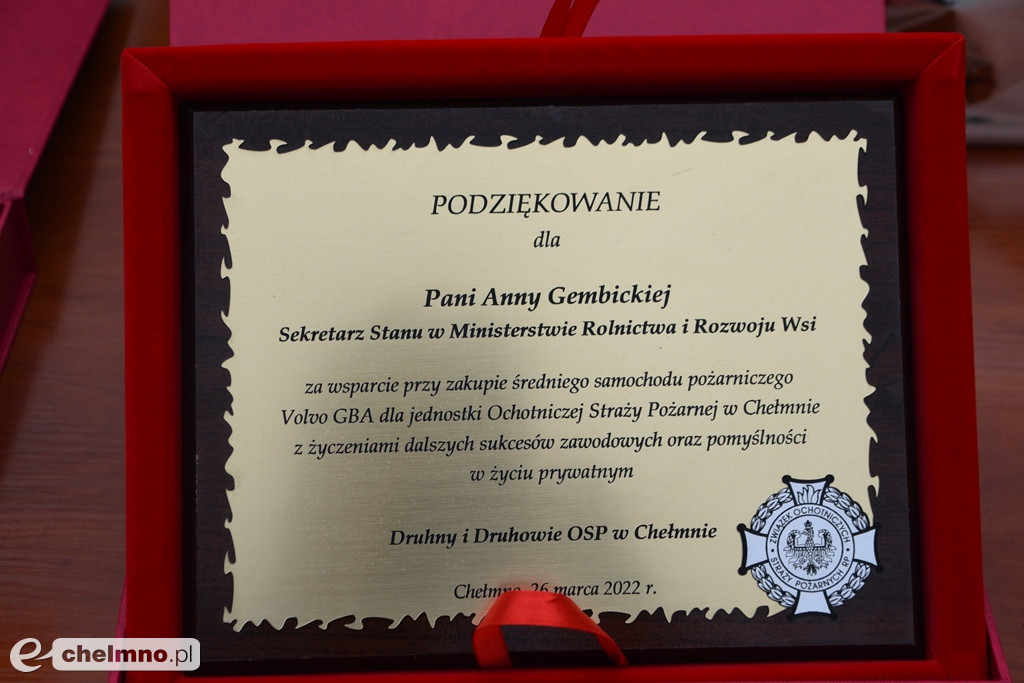 PODZIĘKOWANIE
dla
Pani Anny Gembickiej
Sekretarz Stanu w Ministerstwie Rolnictwa i Rozwoju Wsi
za wsparcie przy zakupie średniego samochodu pożarniczego
Volvo GBA dla jednostki Ochotniczej Straży Pożarnej w Chełmnie
z życzeniami dalszych sukcesów zawodowych oraz pomyślności
w życiu prywatnym
Druhny i Druhowie OSP w Chełmnie
ZWIĄZEK OCHOTNICZYCH
STRAŻY POŻARNYCH RP
Chełmno, 26 marca 2022 r.
e chelmno.pl